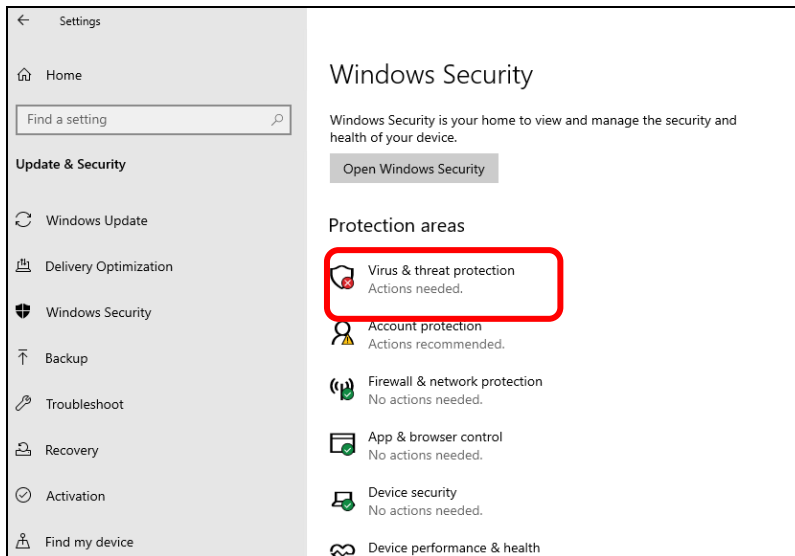 Settings
Home
Find a setting
Update & Security
Windows Update
Delivery Optimization
Windows Security
Backup
Troubleshoot
Recovery
Activation
Find my device
Windows Security
Windows Security is your home to view and manage the security and
health of your device.
Open Windows Security
Protection areas
Virus & threat protection
Actions needed.
Account protection
Actions recommended.
Firewall & network protection
No actions needed.
App & browser control
No actions needed.
Device security
No actions needed.
Device performance & health